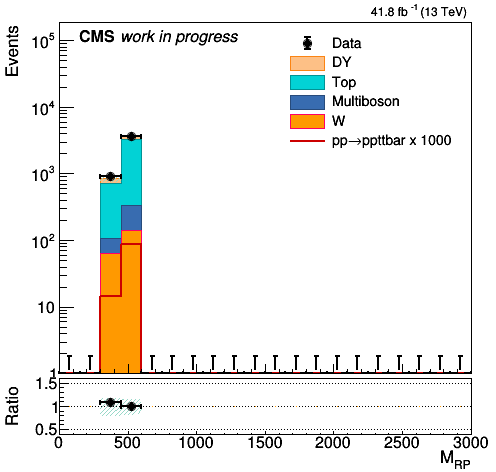 41.8 fb⁻¹ (13 TeV)
CMS work in progress
Events
10⁵
10⁴
10³
10²
10
1
Data
DY
Top
Multiboson
W
pp→ppttbar x 1000
Ratio
1.5
1
0.5
0 500 1000 1500 2000 2500 3000
M_RP